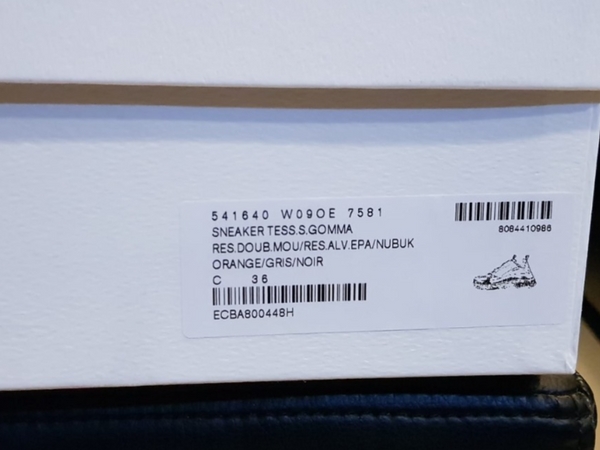 541640 W09OE 7581
SNEAKER TESS.S.GOMMA
RES.DOUB.MOU/RES.ALV.EPA/NUBUK
ORANGE/GRIS/NOIR
C 36
ECBA800448H
8084410986